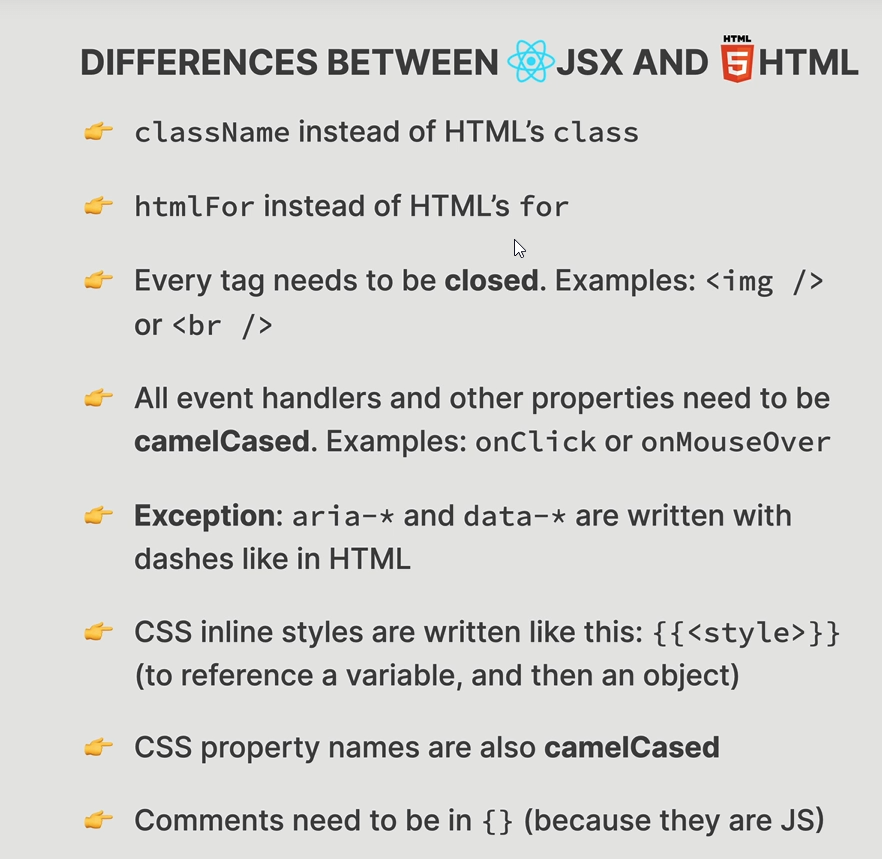 DIFFERENCES BETWEEN JSX AND HTML 5 HTML
className instead of HTML’s class
htmlFor instead of HTML’s for
Every tag needs to be closed. Examples: <img />
or <br />
All event handlers and other properties need to be
camelCased. Examples: onClick or onMouseOver
Exception: aria-* and data-* are written with
dashes like in HTML
CSS inline styles are written like this: {{<style>}}
(to reference a variable, and then an object)
CSS property names are also camelCased
Comments need to be in {} (because they are JS)